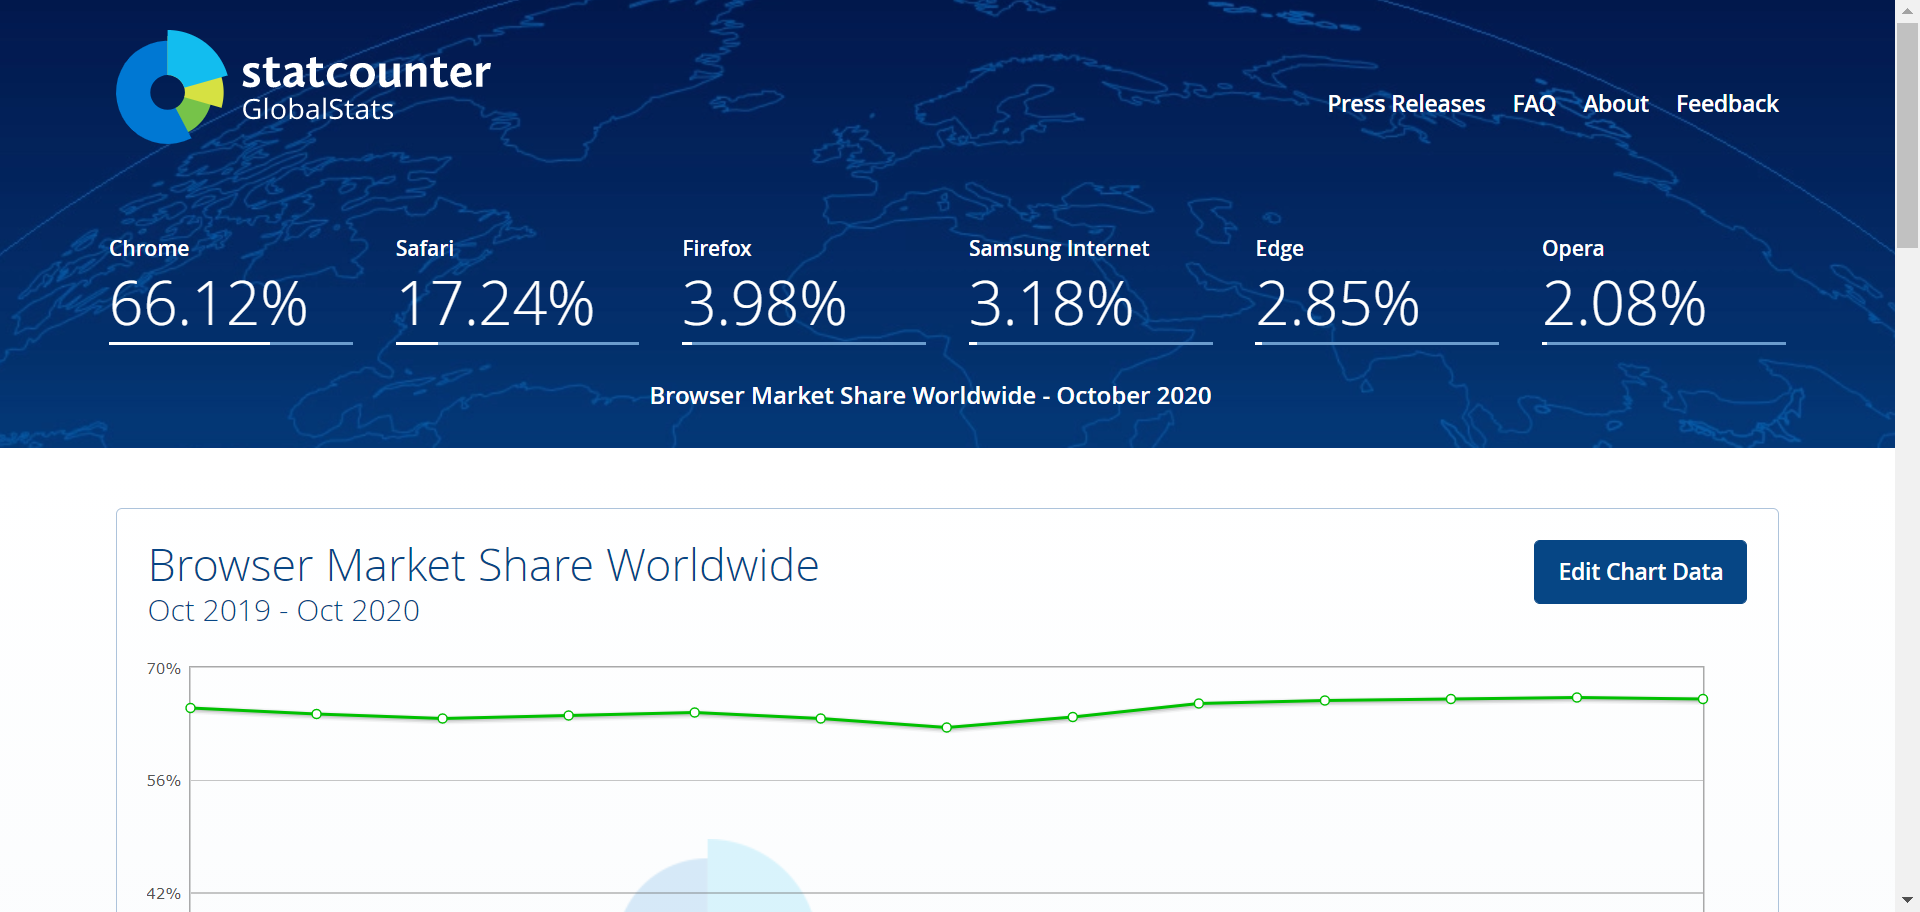 statcounter
GlobalStats
Press Releases FAQ About Feedback
Chrome Safari Firefox Samsung Internet Edge Opera
66.12% 17.24% 3.98% 3.18% 2.85% 2.08%
Browser Market Share Worldwide - October 2020
Browser Market Share Worldwide
Oct 2019 - Oct 2020
Edit Chart Data
70%
56%
42%